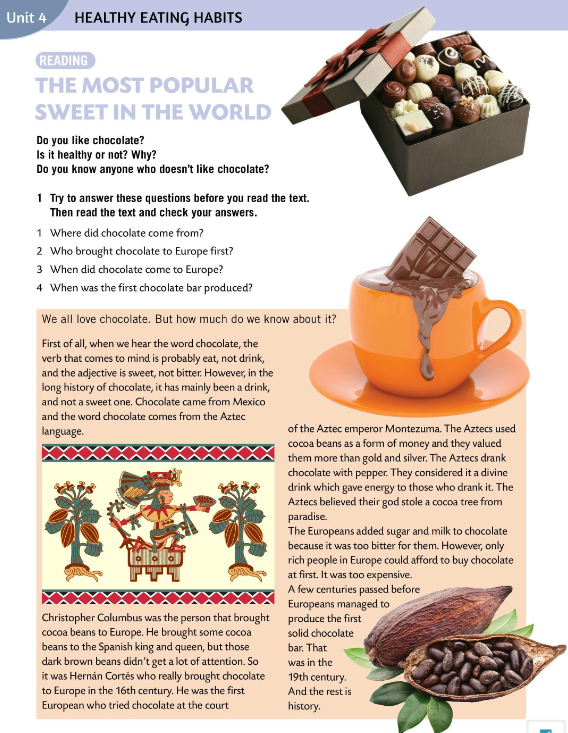 Unit 4
HEALTHY EATING HABITS
READING
THE MOST POPULAR
SWEET IN THE WORLD
Do you like chocolate?
Is it healthy or not? Why?
Do you know anyone who doesn't like chocolate?
1 Try to answer these questions before you read the text.
Then read the text and check your answers.
1 Where did chocolate come from?
2 Who brought chocolate to Europe first?
3 When did chocolate come to Europe?
4 When was the first chocolate bar produced?
We all love chocolate. But how much do we know about it?
First of all, when we hear the word chocolate, the
verb that comes to mind is probably eat, not drink,
and the adjective is sweet, not bitter. However, in the
long history of chocolate, it has mainly been a drink,
and not a sweet one. Chocolate came from Mexico
and the word chocolate comes from the Aztec
language.
Christopher Columbus was the person that brought
cocoa beans to Europe. He brought some cocoa
beans to the Spanish king and queen, but those
dark brown beans didn't get a lot of attention. So
it was Hernán Cortés who really brought chocolate
to Europe in the 16th century. He was the first
European who tried chocolate at the court
of the Aztec emperor Montezuma. The Aztecs used
cocoa beans as a form of money and they valued
them more than gold and silver. The Aztecs drank
chocolate with pepper. They considered it a divine
drink which gave energy to those who drank it. The
Aztecs believed their god stole a cocoa tree from
paradise.
The Europeans added sugar and milk to chocolate
because it was too bitter for them. However, only
rich people in Europe could afford to buy chocolate
at first. It was too expensive.
A few centuries passed before
Europeans managed to
produce the first
solid chocolate
bar. That
was in the
19th century.
And the rest is
history.